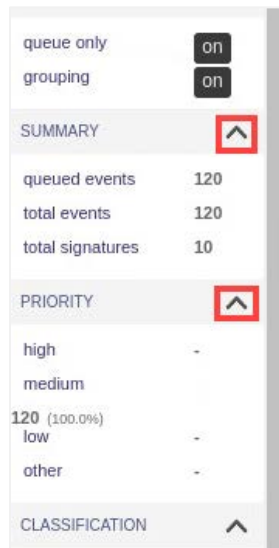 queue only on
grouping on
SUMMARY
queued events 120
total events 120
total signatures 10
PRIORITY
high -
medium
120 (100.0%)
low -
other -
CLASSIFICATION